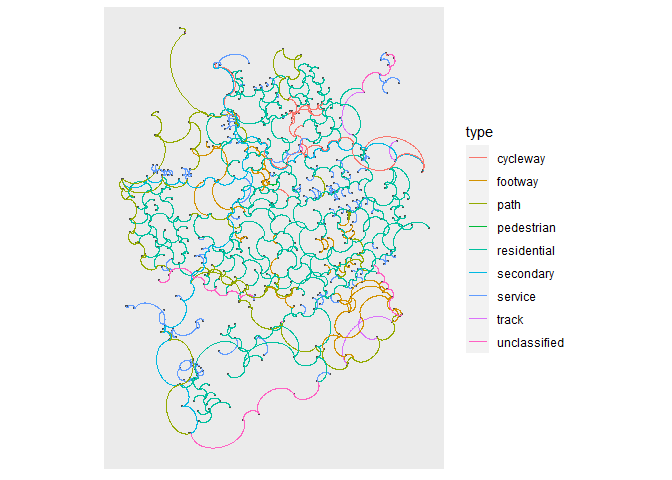 type
cycleway
footway
path
pedestrian
residential
secondary
service
track
unclassified